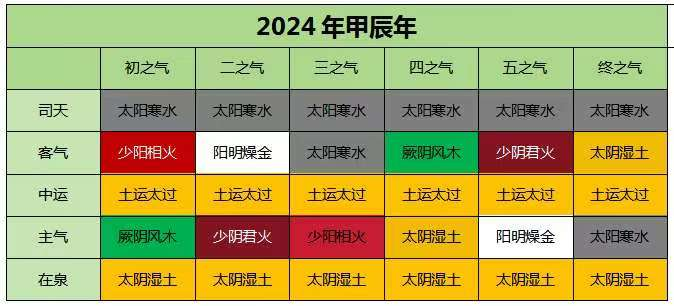 2024年甲辰年
初之气 二之气 三之气 四之气 五之气 终之气
司天 太阳寒水 太阳寒水 太阳寒水 太阳寒水 太阳寒水 太阳寒水
客气 少阳相火 阳明燥金 太阳寒水 厥阴风木 少阴君火 太阴湿土
中运 土运太过 土运太过 土运太过 土运太过 土运太过 土运太过
主气 厥阴风木 少阴君火 少阳相火 太阴湿土 阳明燥金 太阳寒水
在泉 太阴湿土 太阴湿土 太阴湿土 太阴湿土 太阴湿土 太阴湿土